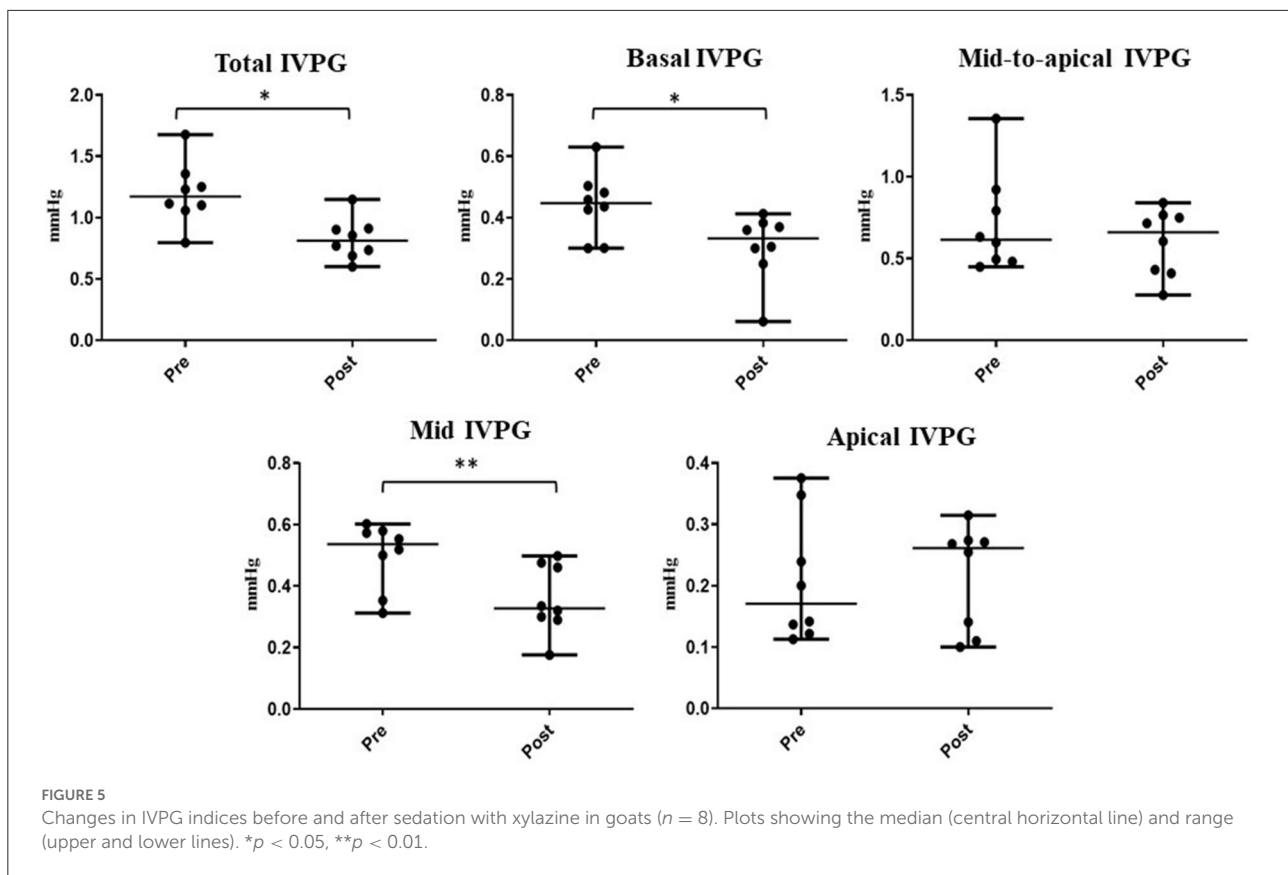 Total IVPG
Basal IVPG
Mid-to-apical IVPG
2.0
1.5
1.0
0.5
0.0
mmHg
*
Pre
Post
0.8
0.6
0.4
0.2
0.0
mmHg
*
Pre
Post
1.5
1.0
0.5
0.0
mmHg
Pre
Post
Mid IVPG
Apical IVPG
0.8
0.6
0.4
0.2
0.0
mmHg
**
Pre
Post
0.4
0.3
0.2
0.1
0.0
mmHg
Pre
Post
FIGURE 5
Changes in IVPG indices before and after sedation with xylazine in goats (n = 8). Plots showing the median (central horizontal line) and range
(upper and lower lines). *p < 0.05, **p < 0.01.